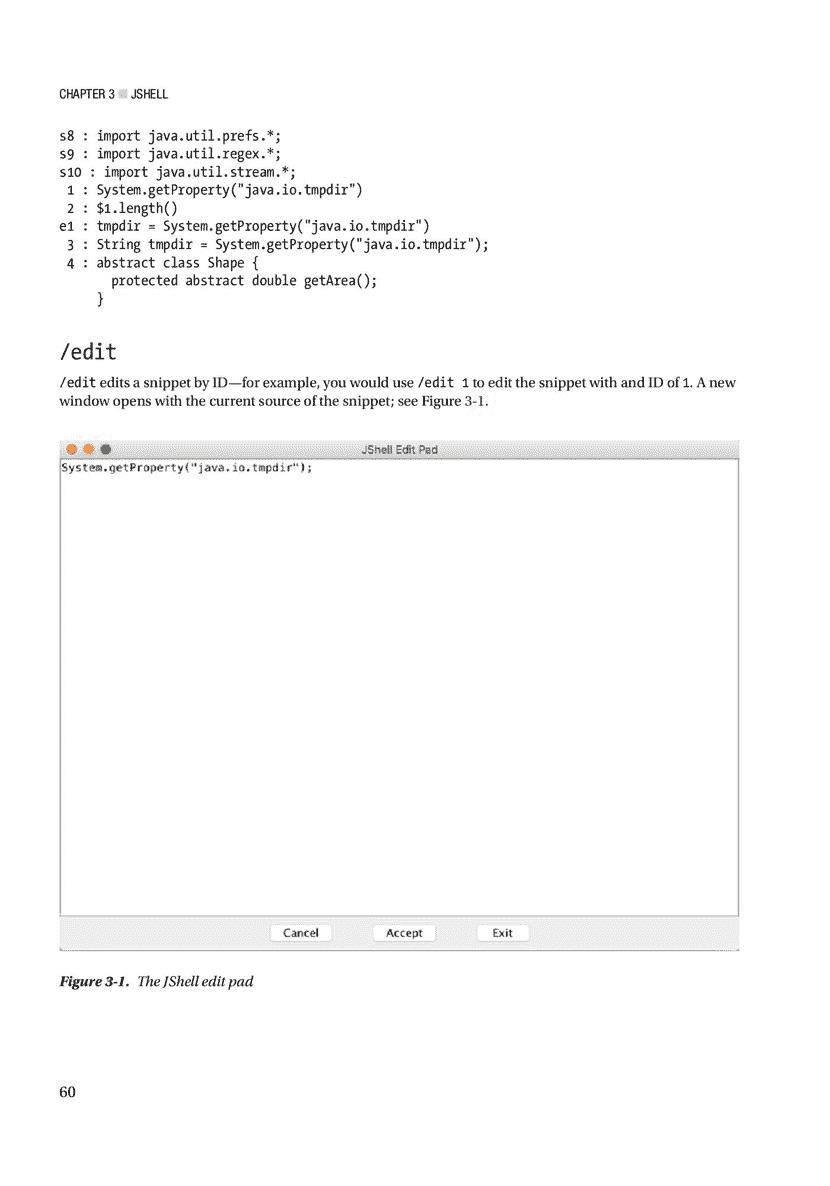 CHAPTER 3 ■ JSHELL
s8 : import java.util.prefs.*;
s9 : import java.util.regex.*;
s10 : import java.util.stream.*;
1 : System.getProperty("java.io.tmpdir")
2 : $1.length()
e1 : tmpdir = System.getProperty("java.io.tmpdir")
3 : String tmpdir = System.getProperty("java.io.tmpdir");
4 : abstract class Shape {
protected abstract double getArea();
}
/edit
/edit edits a snippet by ID—for example, you would use /edit 1 to edit the snippet with and ID of 1. A new
window opens with the current source of the snippet; see Figure 3-1.
JShell Edit Pad
System.getProperty("java.io.tmpdir");
Cancel Accept Exit
Figure 3-1. The JShell edit pad
60